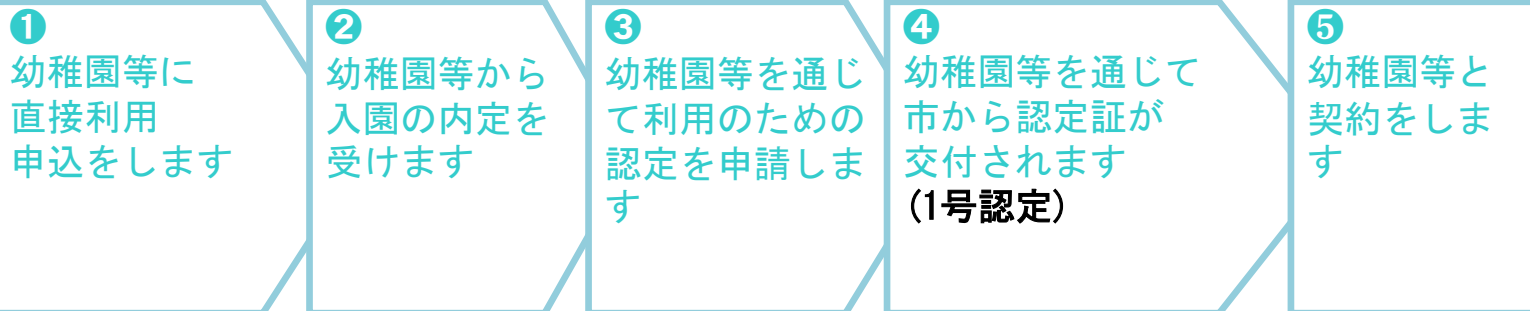 ❶
幼稚園等に
直接利用
申込をします
❷
幼稚園等から
入園の内定を
受けます
❸
幼稚園等を通じ
て利用のための
認定を申請しま
す
❹
幼稚園等を通じて
市から認定証が
交付されます
(1号認定)
❺
幼稚園等と
契約をしま
す